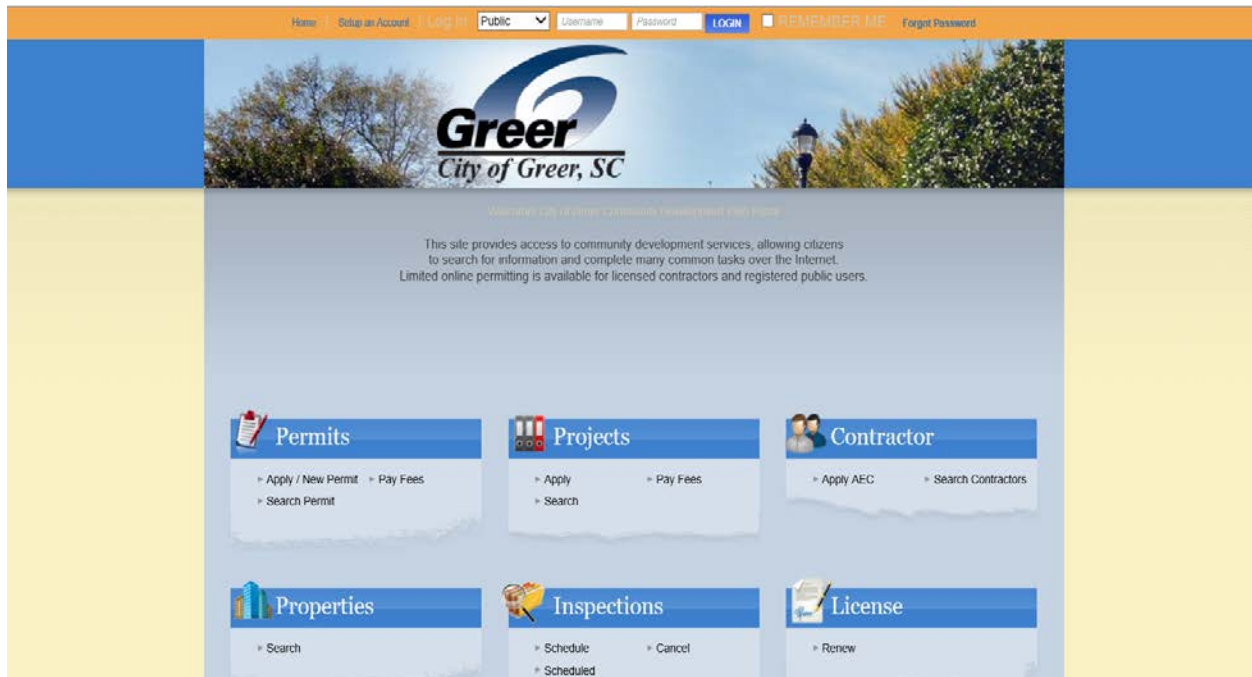 Home | Setup an Account | Log In Public Username Password LOGIN REMEMBER ME Forgot Password
Greer
City of Greer, SC
Welcome City of Greer Community Development Web Portal
This site provides access to community development services, allowing citizens
to search for information and complete many common tasks over the Internet.
Limited online permitting is available for licensed contractors and registered public users.
Permits
Apply / New Permit Pay Fees
Search Permit
Projects
Apply Pay Fees
Search
Contractor
Apply AEC Search Contractors
Properties
Search
Inspections
Schedule Cancel
Scheduled
License
Renew